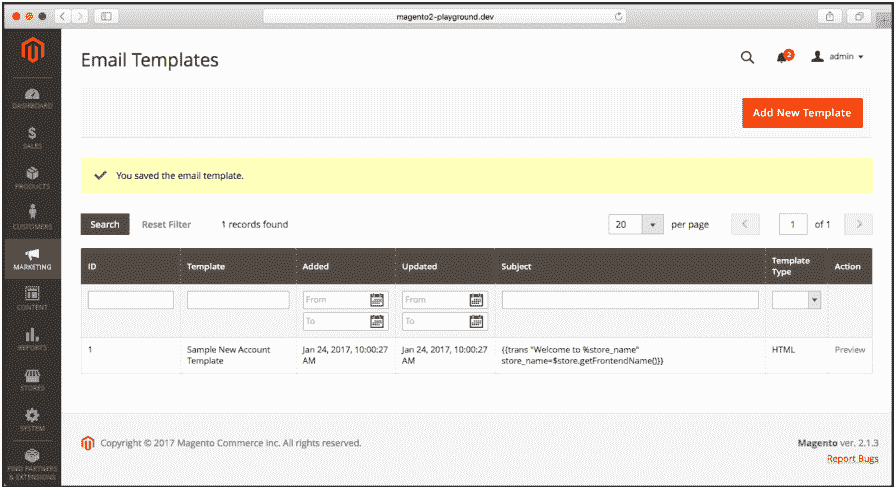 magento2-playground.dev
Email Templates
2
admin
Add New Template
You saved the email template.
Search
Reset Filter
1 records found
20
per page
1
of 1
ID
Template
Added
Updated
Subject
Template
Type
Action
From
From
To
To
1
Sample New Account
Template
Jan 24, 2017, 10:00:27
AM
Jan 24, 2017, 10:00:27
AM
{{trans "Welcome to %store_name"
store_name=$store.getFrontendName()}}
HTML
Preview
DASHBOARD
$
SALES
PRODUCTS
CUSTOMERS
MARKETING
CONTENT
REPORTS
STORES
SYSTEM
FIND PARTNERS
& EXTENSIONS
Copyright © 2017 Magento Commerce Inc. All rights reserved.
Magento ver. 2.1.3
Report Bugs